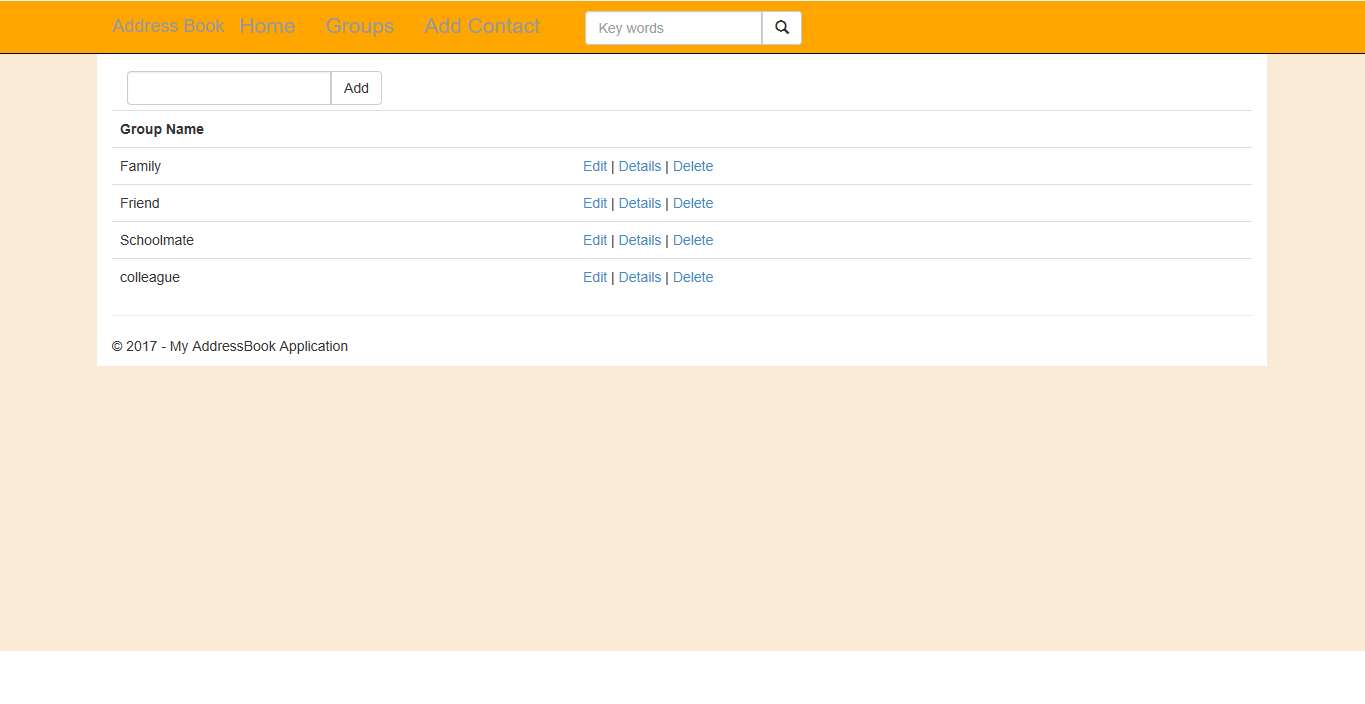 Address Book Home Groups Add Contact Key words
Add
Group Name
Family Edit | Details | Delete
Friend Edit | Details | Delete
Schoolmate Edit | Details | Delete
colleague Edit | Details | Delete
© 2017 - My AddressBook Application